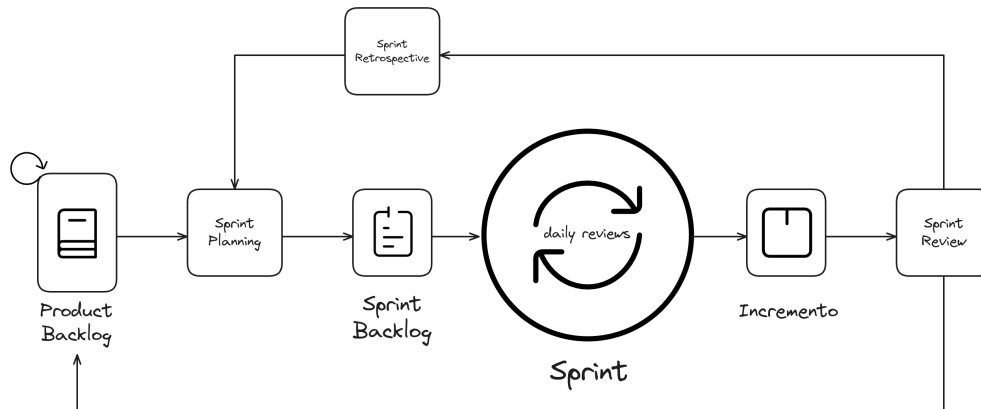 Sprint
Retrospective
Sprint
Planning
daily reviews
Sprint
Review
Product
Backlog
Sprint
Backlog
Incremento
Sprint